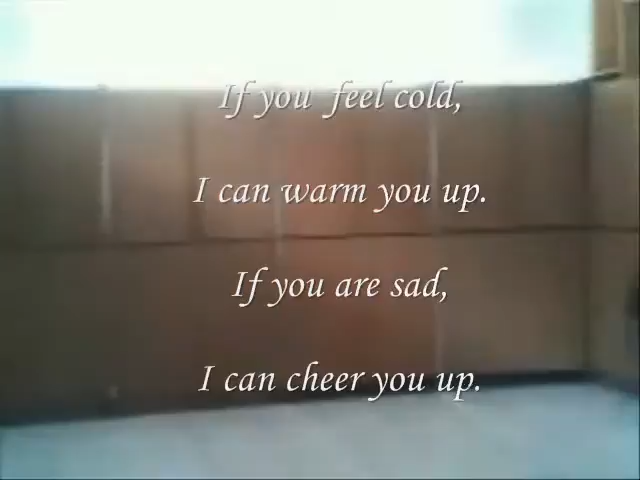 If you feel cold,
I can warm you up.
If you are sad,
I can cheer you up.